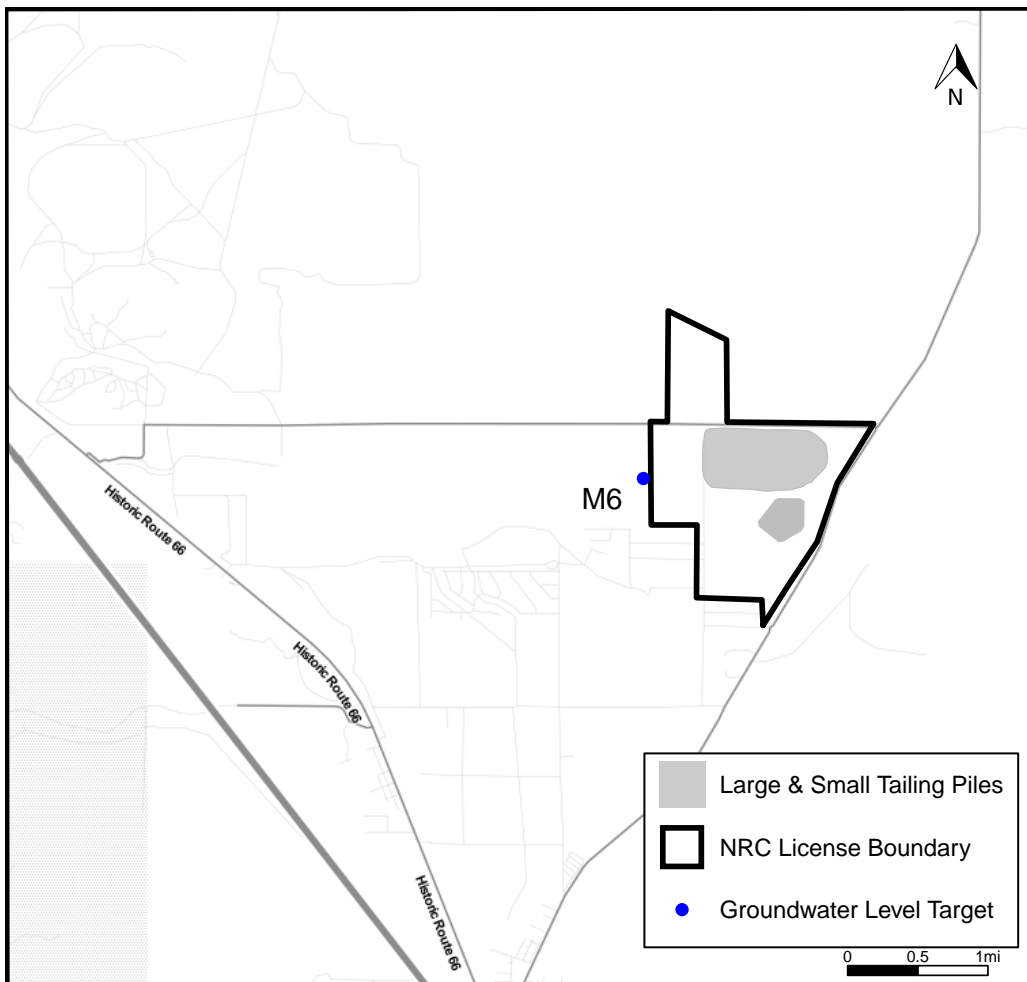 N
M6
Historic Route 66
Historic Route 66
Historic Route 66
Large & Small Tailing Piles
NRC License Boundary
Groundwater Level Target
0 0.5 1mi